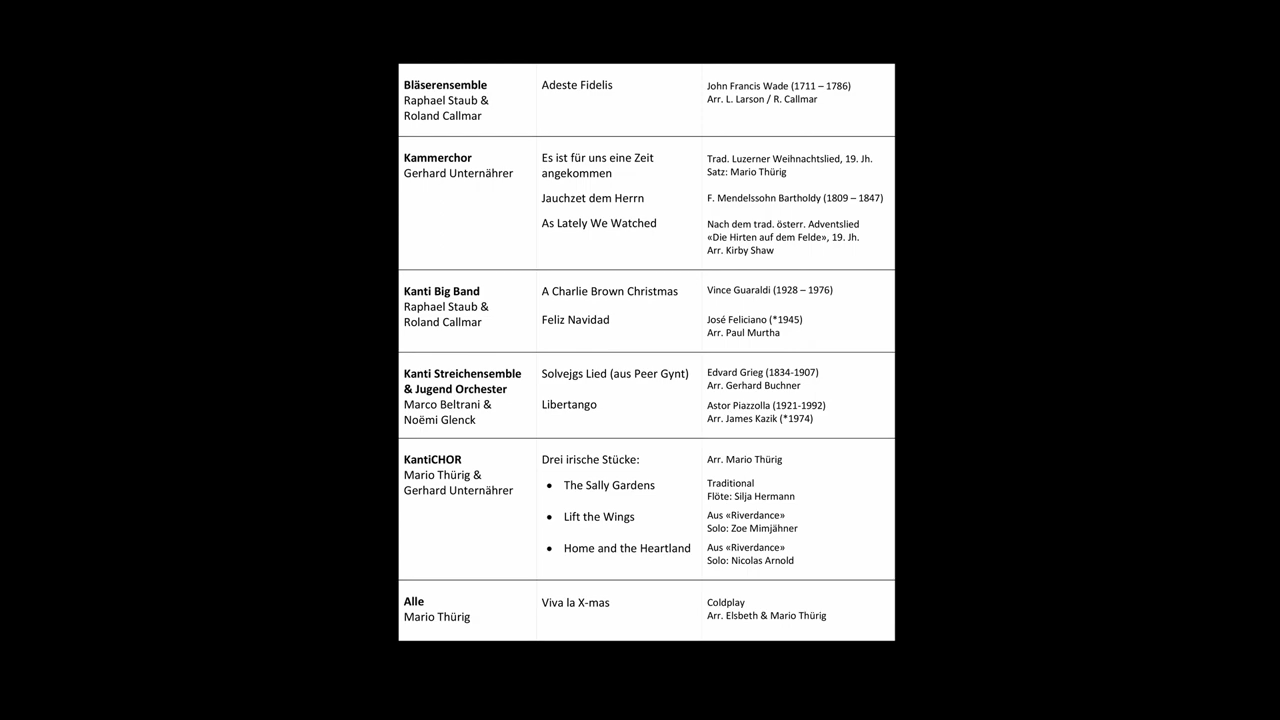 Bläserensemble
Raphael Staub &
Roland Callmar
Adeste Fidelis
John Francis Wade (1711 – 1786)
Arr. L. Larson / R. Callmar
Kammerchor
Gerhard Unternährer
Es ist für uns eine Zeit
angekommen
Trad. Luzerner Weihnachtslied, 19. Jh.
Satz: Mario Thürig
Jauchzet dem Herrn
F. Mendelssohn Bartholdy (1809 – 1847)
As Lately We Watched
Nach dem trad. österr. Adventslied
«Die Hirten auf dem Felde», 19. Jh.
Arr. Kirby Shaw
Kanti Big Band
Raphael Staub &
Roland Callmar
A Charlie Brown Christmas
Vince Guaraldi (1928 – 1976)
Feliz Navidad
José Feliciano (*1945)
Arr. Paul Murtha
Kanti Streichensemble
& Jugend Orchester
Marco Beltrani &
Noëmi Glenck
Solvejgs Lied (aus Peer Gynt)
Edvard Grieg (1834-1907)
Arr. Gerhard Buchner
Libertango
Astor Piazzolla (1921-1992)
Arr. James Kazik (*1974)
KantiCHOR
Mario Thürig &
Gerhard Unternährer
Drei irische Stücke:
Arr. Mario Thürig
• The Sally Gardens
Traditional
Flöte: Silja Hermann
• Lift the Wings
Aus «Riverdance»
Solo: Zoe Mimjähner
• Home and the Heartland
Aus «Riverdance»
Solo: Nicolas Arnold
Alle
Mario Thürig
Viva la X-mas
Coldplay
Arr. Elsbeth & Mario Thürig